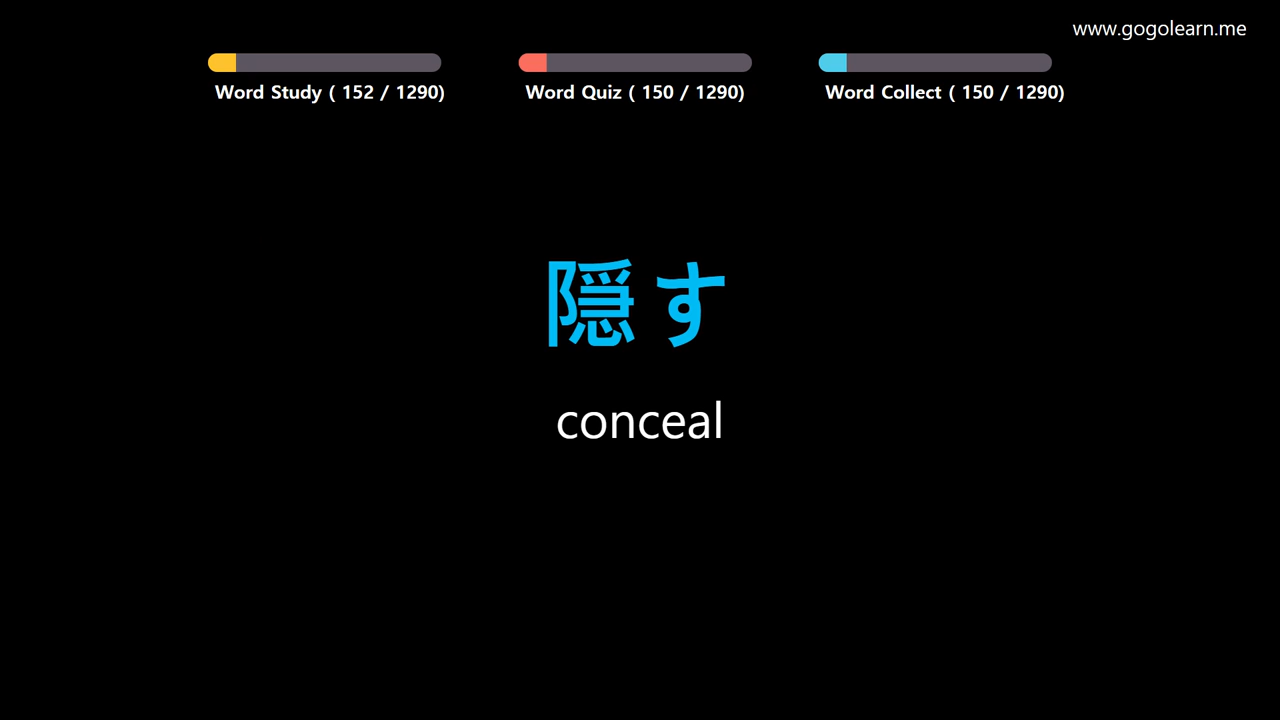 www.gogolearn.me
Word Study ( 152 / 1290)
Word Quiz ( 150 / 1290)
Word Collect ( 150 / 1290)
隠す
conceal